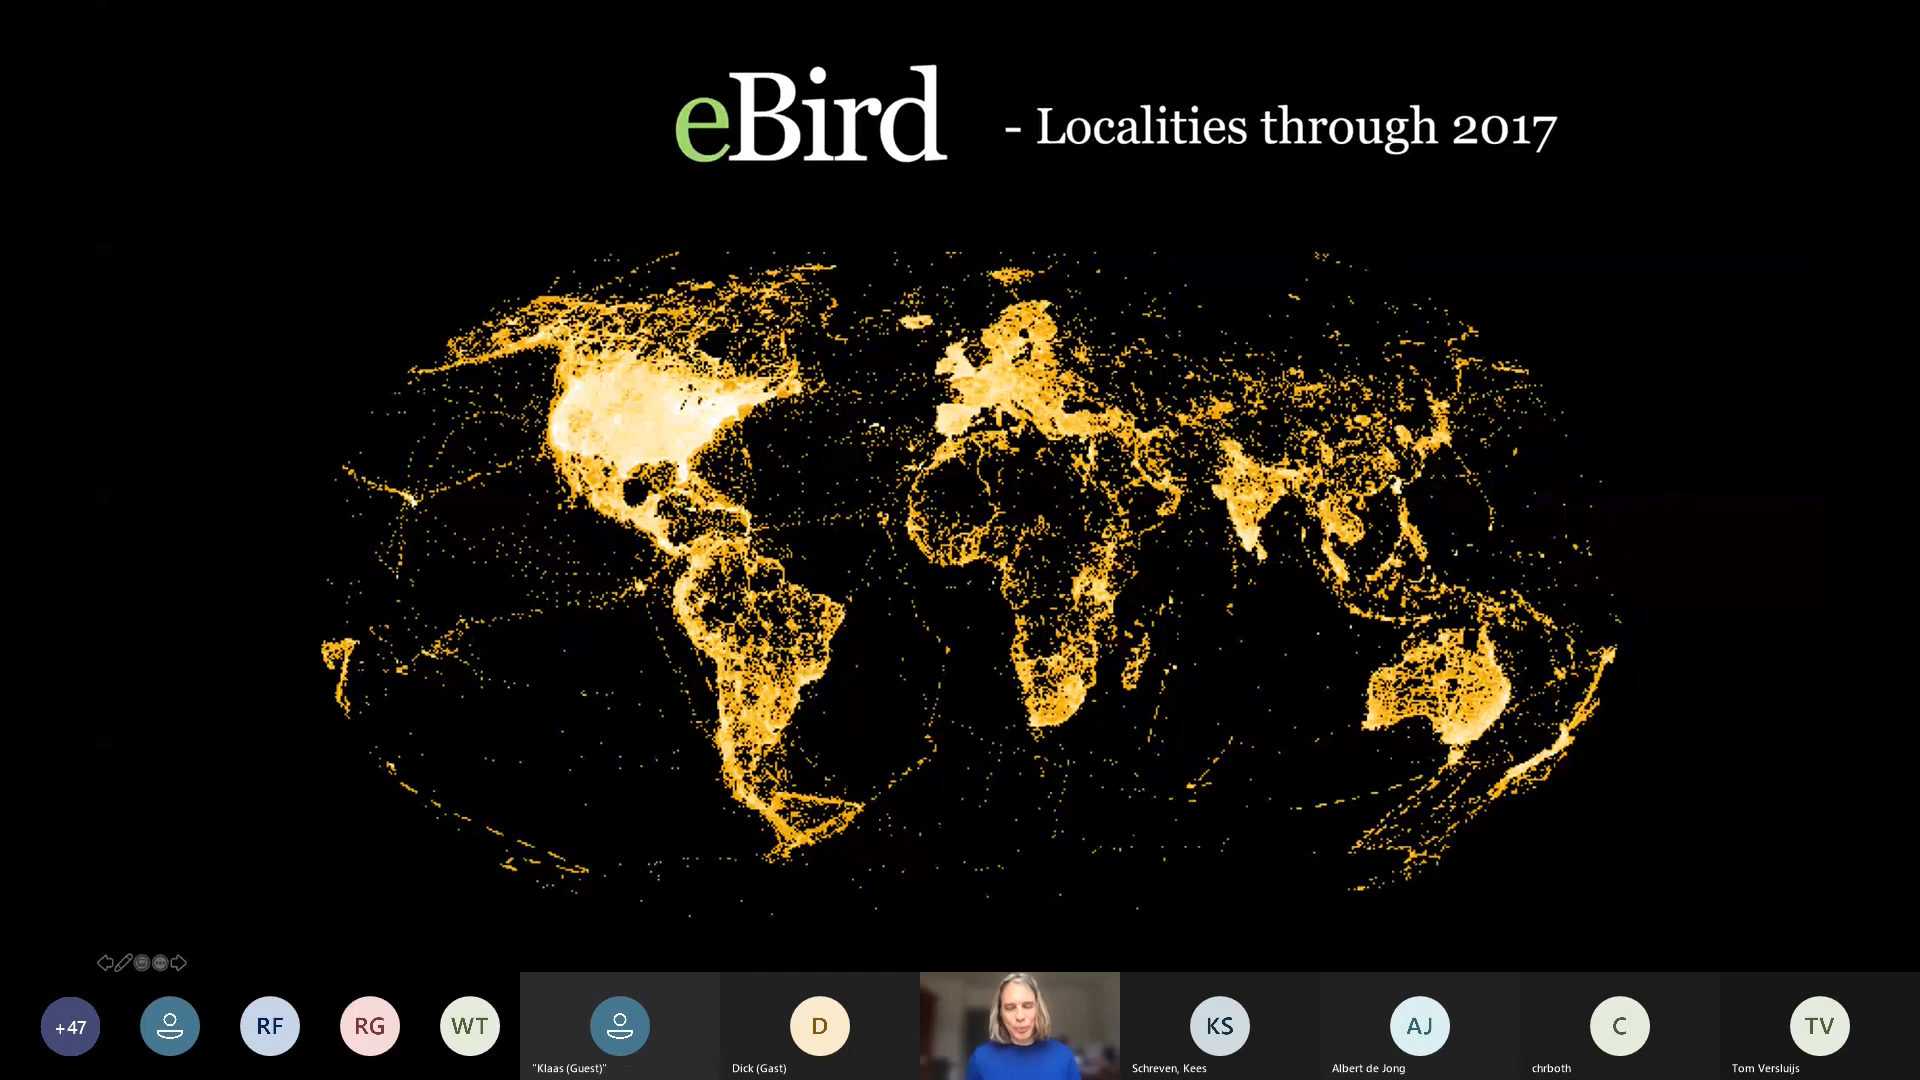 eBird - Localities through 2017
+47
RF
RG
WT
"Klaas (Guest)"
D
Dick (Gast)
KS
Schreven, Kees
AJ
Albert de Jong
C
chrboth
TV
Tom Versluijs